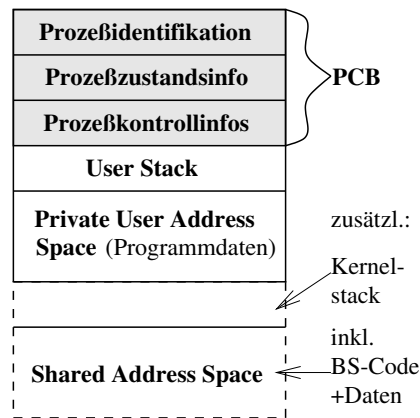 Prozeßidentifikation
Prozeßzustandsinfo
Prozeßkontrollinfos
PCB
User Stack
Private User Address
Space (Programmdaten)
zusätzl.:
Kernel-
stack
inkl.
BS-Code
+Daten
Shared Address Space